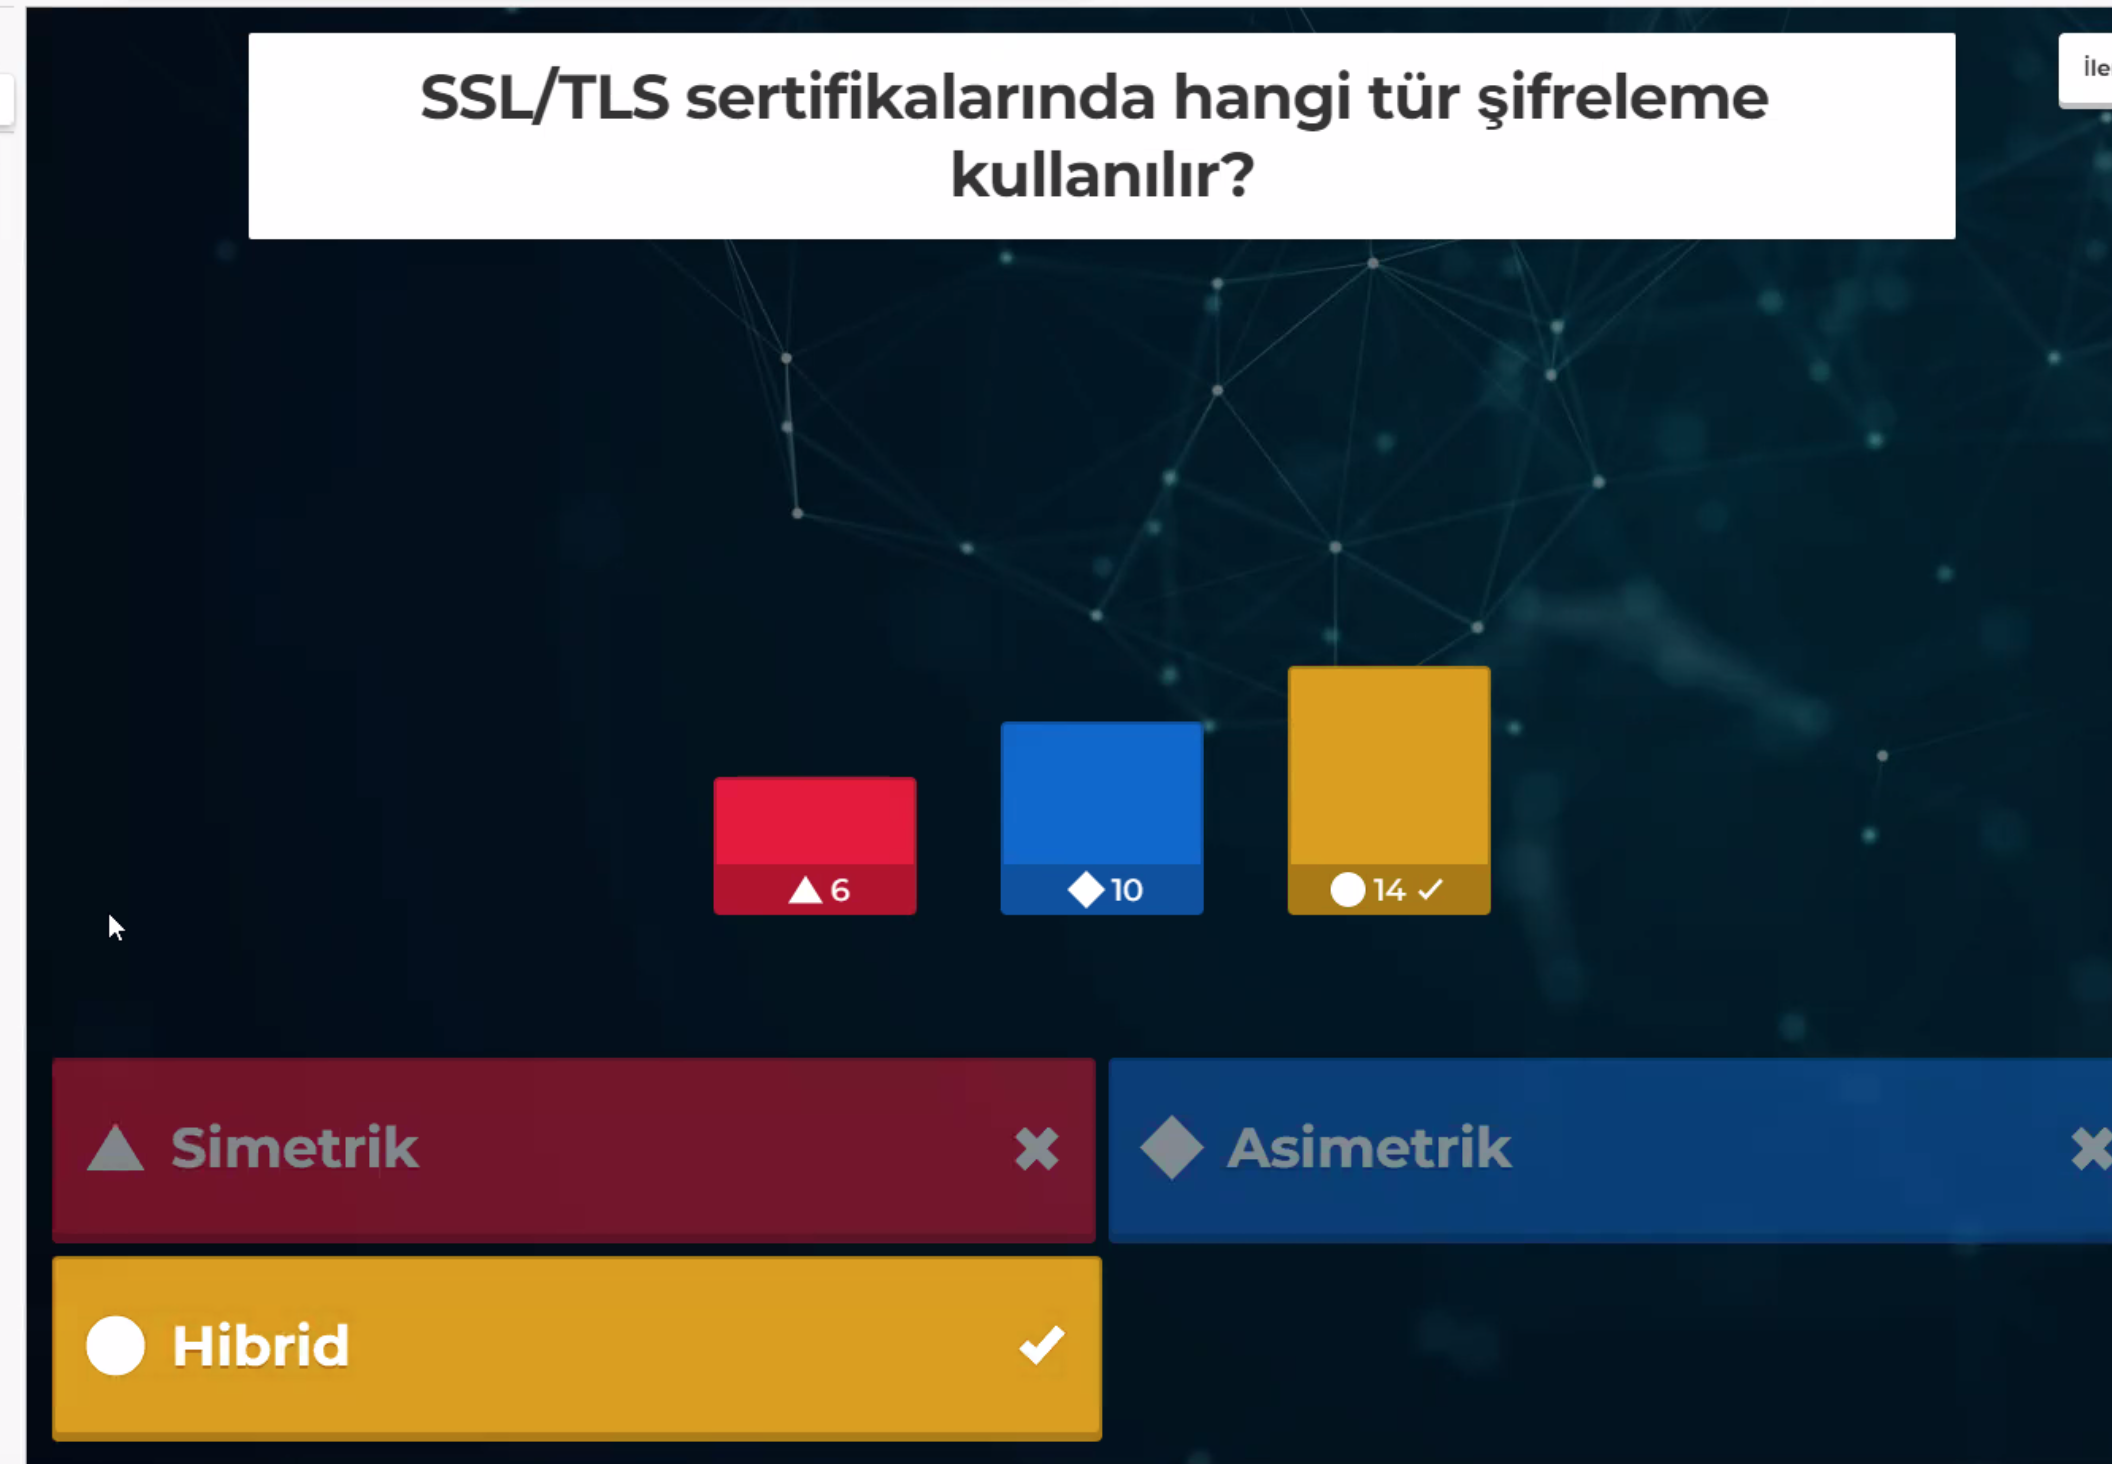 SSL/TLS sertifikalarında hangi tür şifreleme
kullanılır?
6
10
14
Simetrik
Asimetrik
Hibrid